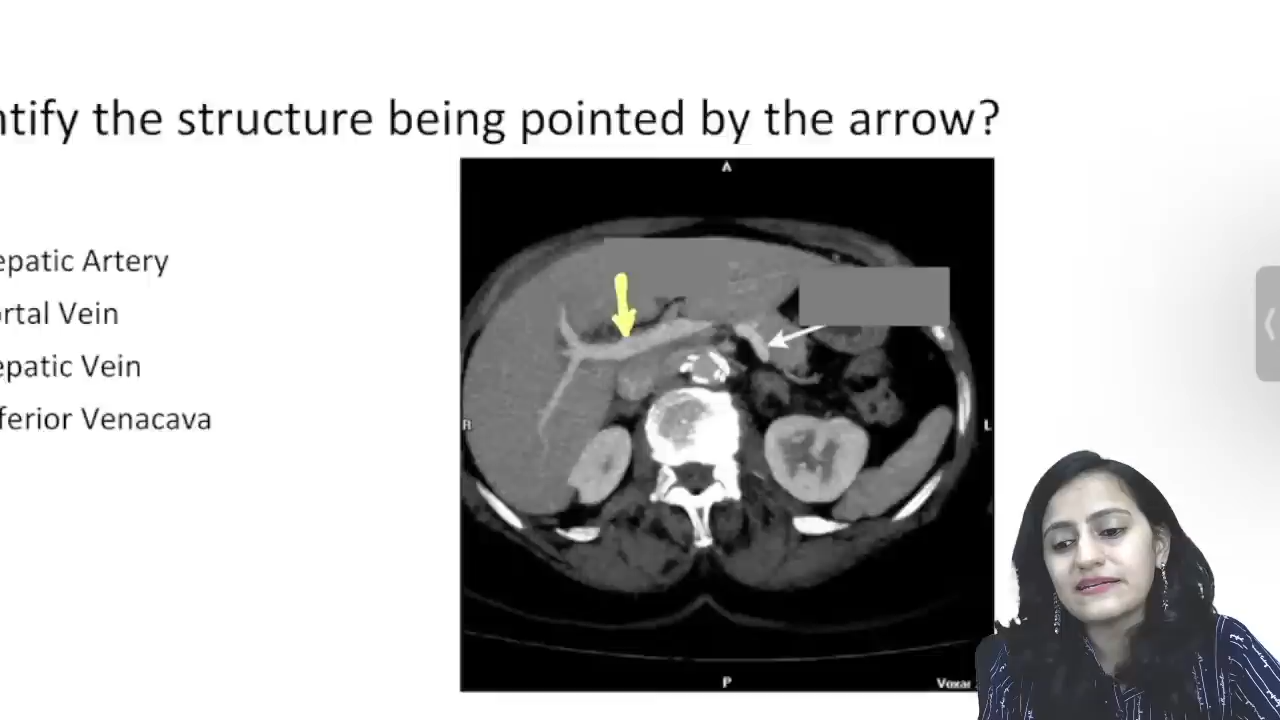 ntify the structure being pointed by the arrow?
A
epatic Artery
rtal Vein
epatic Vein
ferior Venacava
R
L
P
Voxar